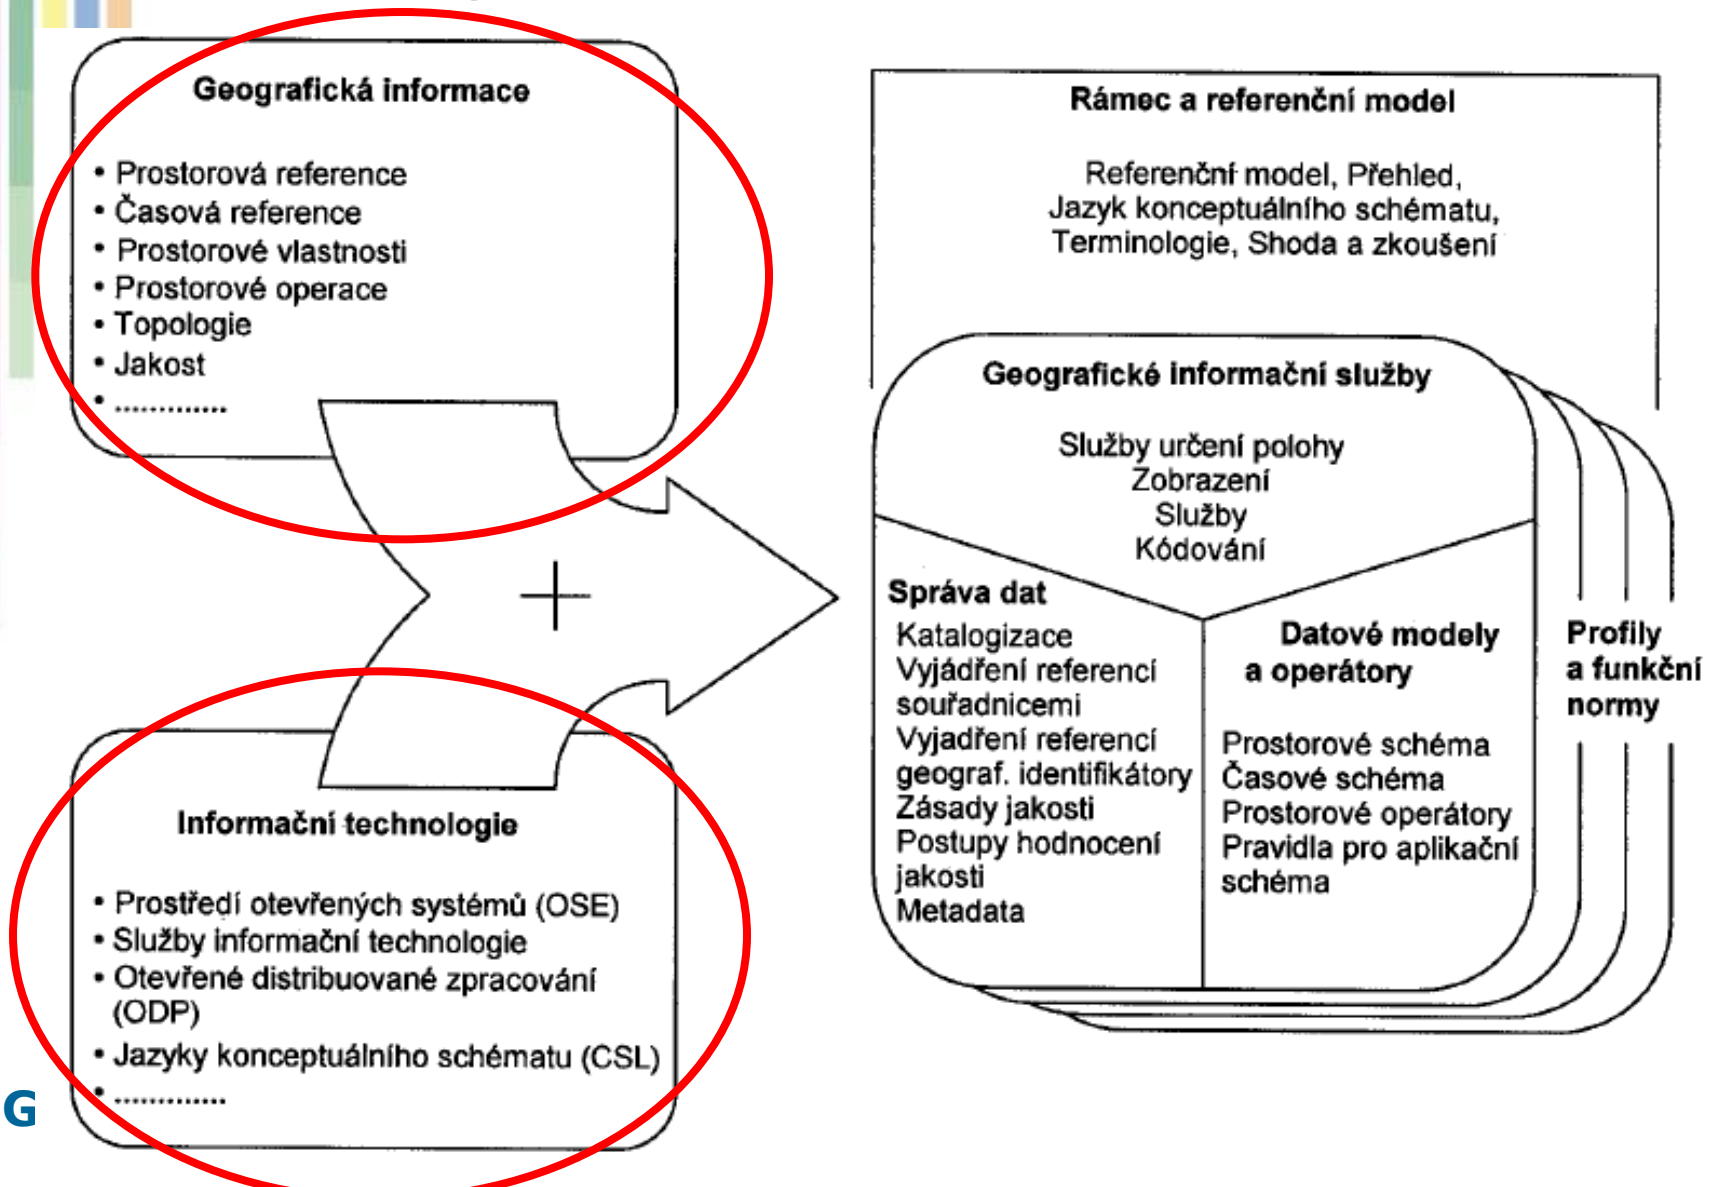 Geografická informace
• Prostorová reference
• Časová reference
• Prostorové vlastnosti
• Prostorové operace
• Topologie
• Jakost
• .............
Informační technologie
• Prostředí otevřených systémů (OSE)
• Služby informační technologie
• Otevřené distribuované zpracování
(ODP)
• Jazyky konceptuálního schématu (CSL)
• .............
G
Rámec a referenční model
Referenční model, Přehled,
Jazyk konceptuálního schématu,
Terminologie, Shoda a zkoušení
Geografické informační služby
Služby určení polohy
Zobrazení
Služby
Kódování
Správa dat
Katalogizace
Vyjádření referencí
souřadnicemi
Vyjadření referencí
geograf. identifikátory
Zásady jakosti
Postupy hodnocení
jakosti
Metadata
Datové modely
a operátory
Prostorové schéma
Časové schéma
Prostorové operátory
Pravidla pro aplikační
schéma
Profily
a funkční
normy